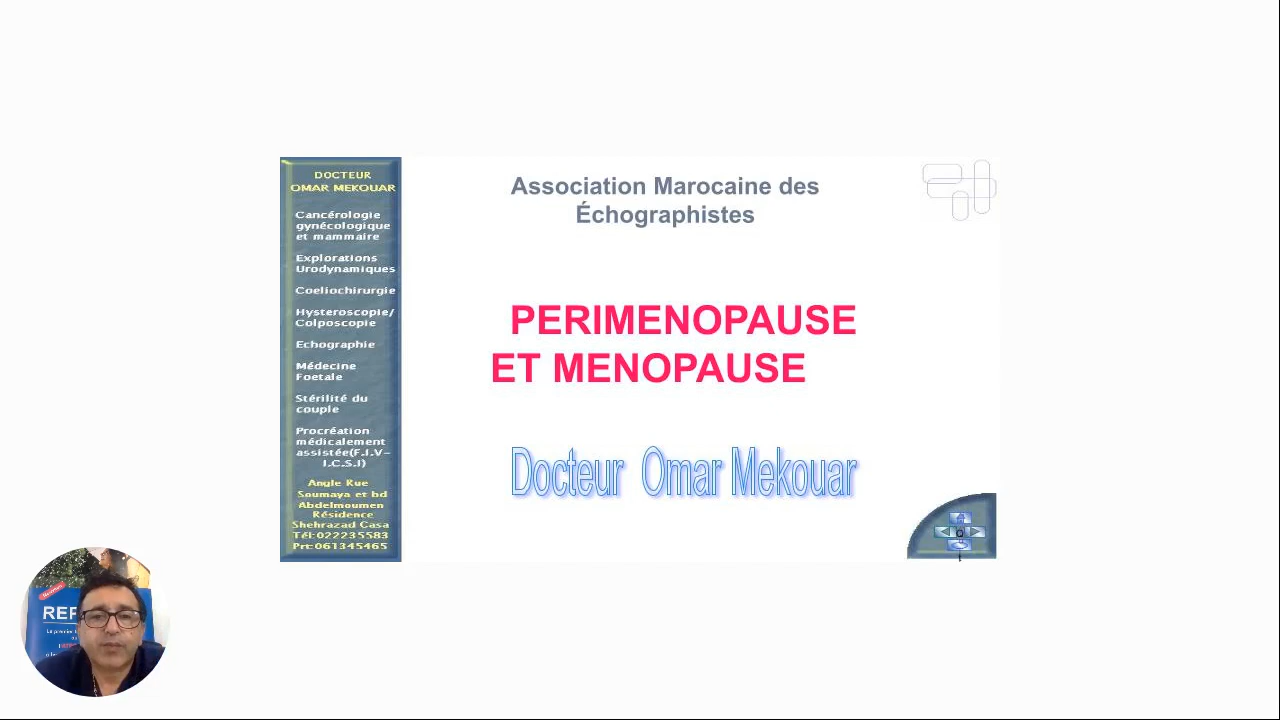 DOCTEUR
OMAR MEKOUAR
Cancérologie
gynécologique
et mammaire
Explorations
Urodynamiques
Coeliochirurgie
Hysteroscopie/
Colposcopie
Echographie
Médecine
Foetale
Stérilité du
couple
Procréation
médicalement
assistée(F.I.V-
I.C.S.I)
Angle Rue
Soumaya et bd
Abdelmoumen
Résidence
Shehrazad Casa
Tél:022235583
Prt:061345465
Association Marocaine des
Échographistes
PERIMENOPAUSE
ET MENOPAUSE
Docteur Omar Mekouar
Le premier